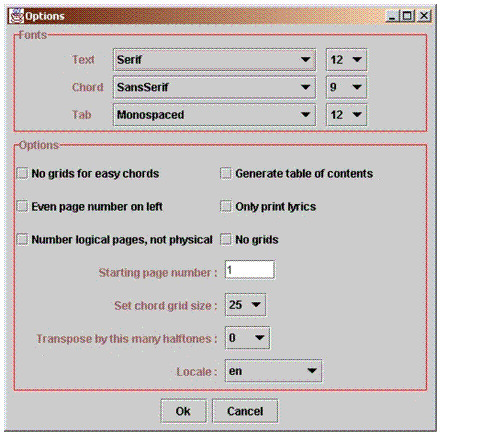 Options
Fonts
Text Serif 12
Chord SansSerif 9
Tab Monospaced 12
Options
No grids for easy chords Generate table of contents
Even page number on left Only print lyrics
Number logical pages, not physical No grids
Starting page number : 1
Set chord grid size : 25
Transpose by this many halftones : 0
Locale : en
Ok Cancel